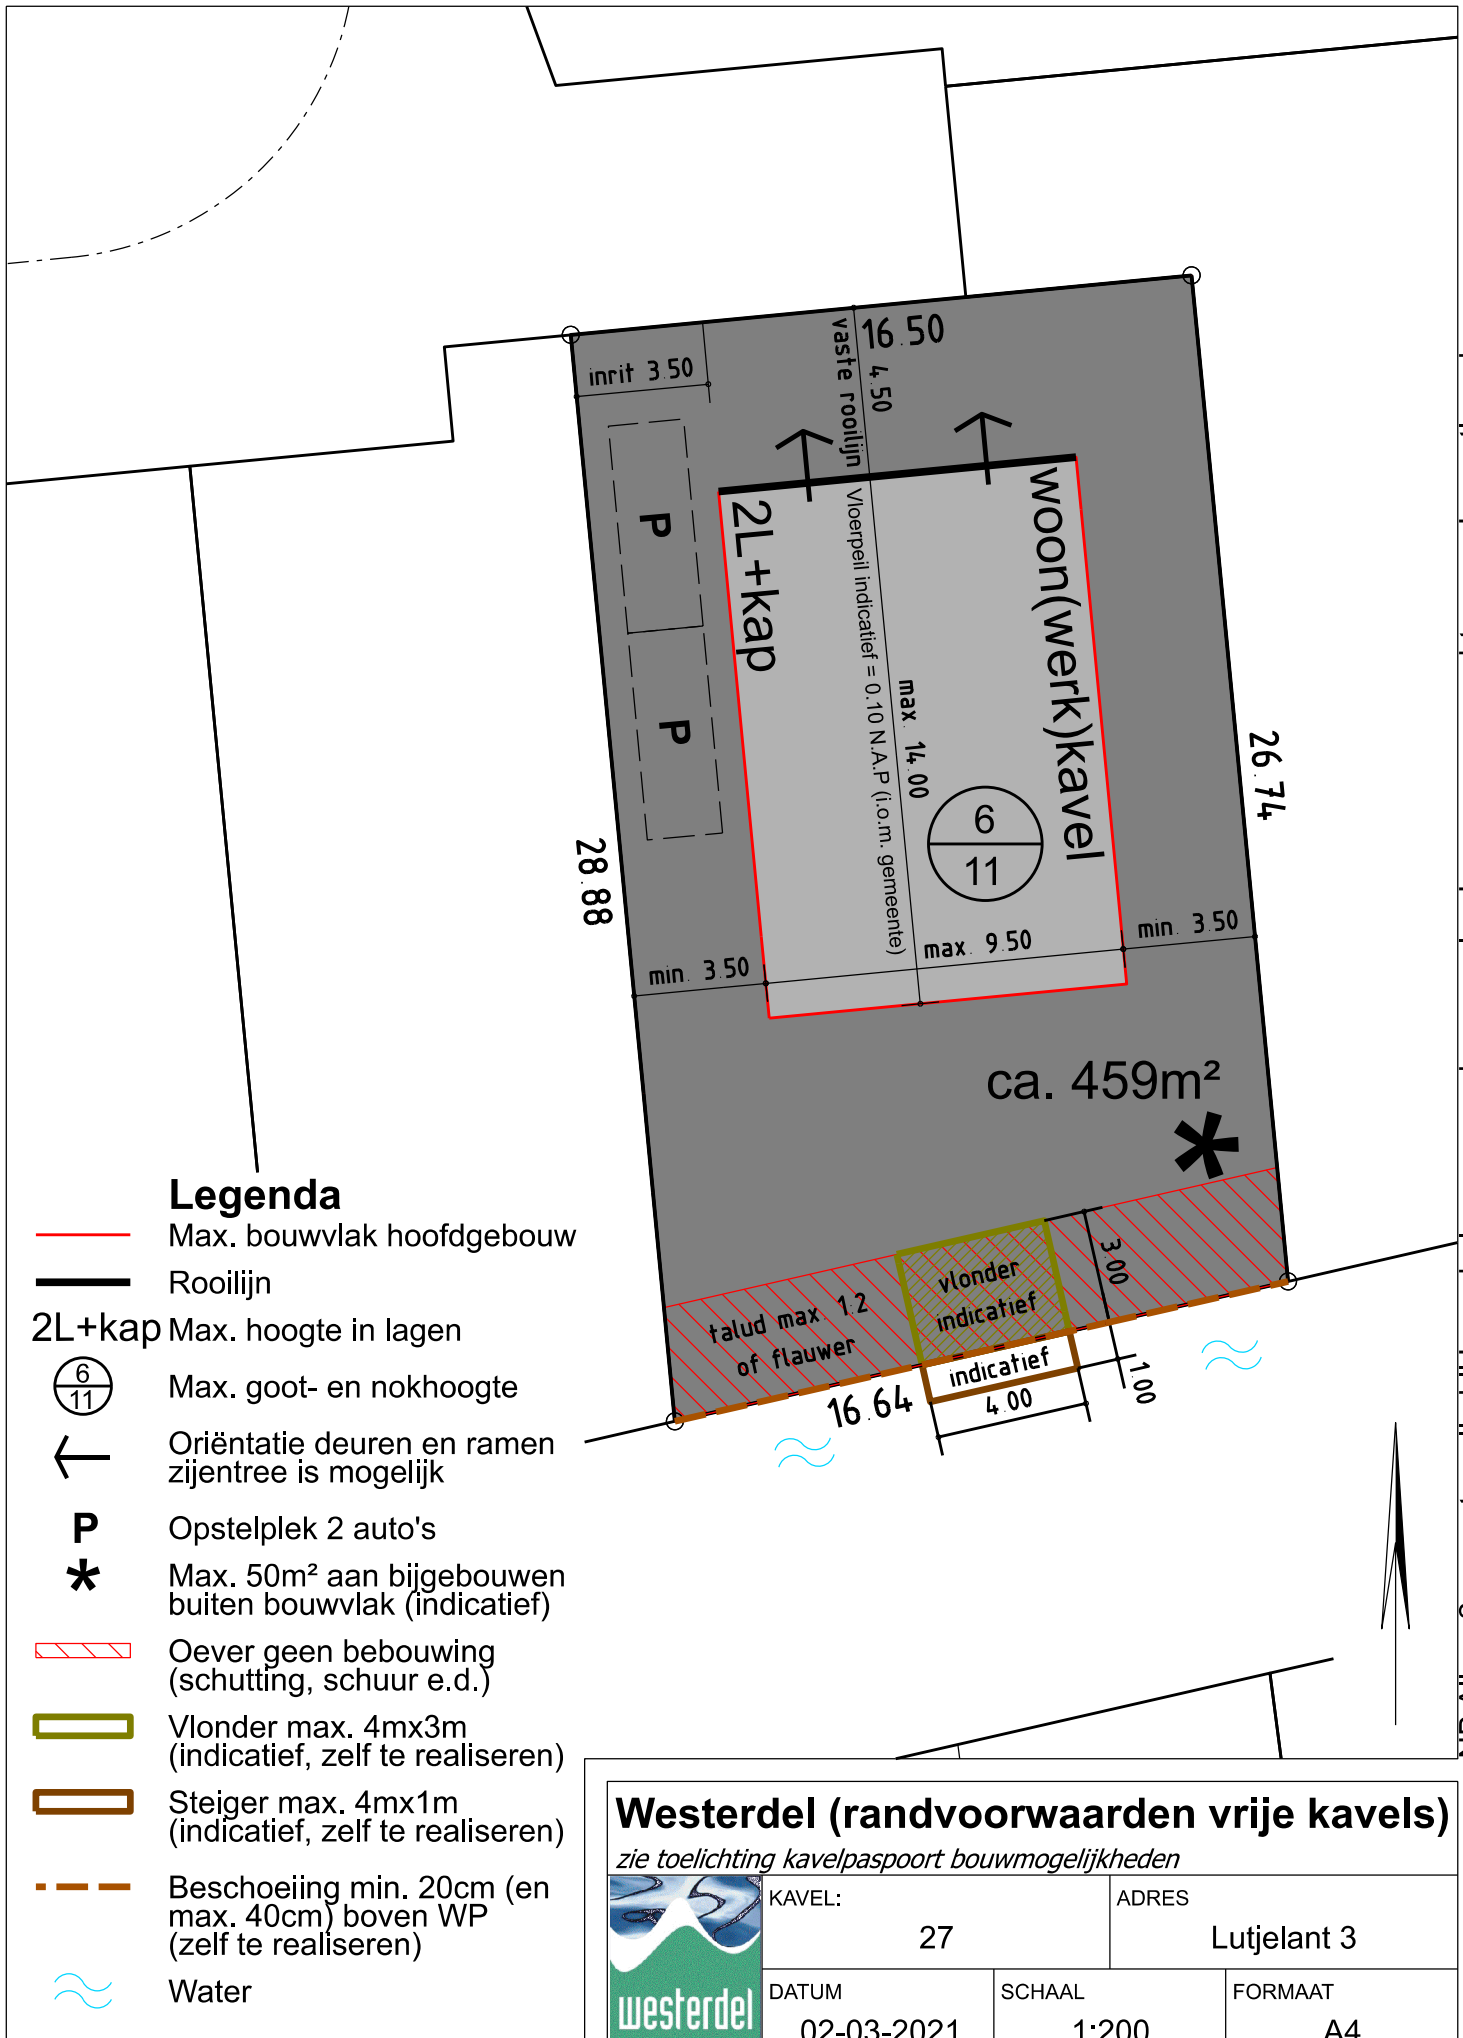 16.50
vaste rooilijn 4.50
inrit 3.50
P
P
2L+kap
woon(werk)kavel
Vloerpeil indicatief = 0.10 N.A.P (i.o.m. gemeente)
max. 14.00
6
11
26.74
28.88
min. 3.50
max. 9.50
min. 3.50
ca. 459m²
*
talud max. 1:2
of flauwer
vlonder
indicatief
3.00
indicatief
1.00
4.00
16.64
Legenda
Max. bouwvlak hoofdgebouw
Rooilijn
2L+kap Max. hoogte in lagen
6
11
Max. goot- en nokhoogte
Oriëntatie deuren en ramen
zijentree is mogelijk
P Opstelplek 2 auto's
* Max. 50m² aan bijgebouwen
buiten bouwvlak (indicatief)
Oever geen bebouwing
(schutting, schuur e.d.)
Vlonder max. 4mx3m
(indicatief, zelf te realiseren)
Steiger max. 4mx1m
(indicatief, zelf te realiseren)
Beschoeiing min. 20cm (en
max. 40cm) boven WP
(zelf te realiseren)
Water
Westerdel (randvoorwaarden vrije kavels)
zie toelichting kavelpaspoort bouwmogelijkheden
westerdel
KAVEL:
27
ADRES
Lutjelant 3
DATUM
02-03-2021
SCHAAL
1:200
FORMAAT
A4